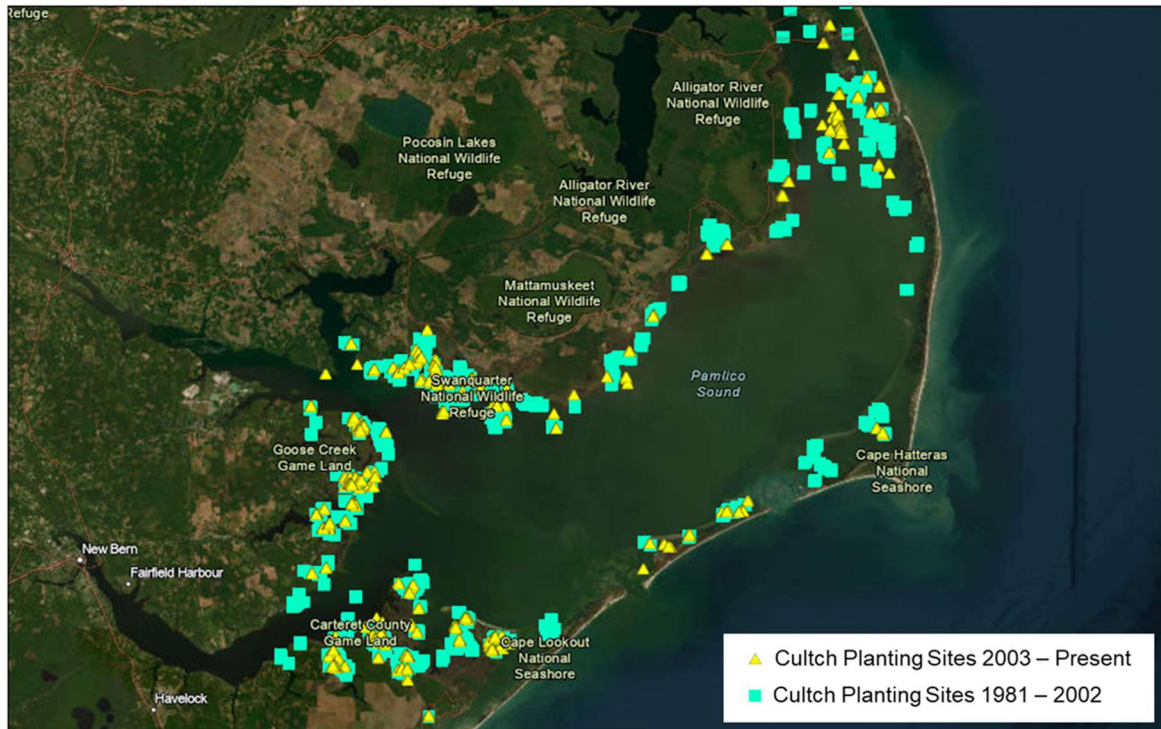 Refuge
Alligator River
National Wildlife
Refuge
Pocosin Lakes
National Wildlife
Refuge
Alligator River
National Wildlife
Refuge
Mattamuskeet
National Wildlife
Refuge
Pamlico
Sound
Swanquarter
National Wildlife
Refuge
Goose Creek
Game Land
Cape Hatteras
National
Seashore
New Bern
Fairfield Harbour
Carteret County
Game Land
Cape Lookout
National
Seashore
Havelock
Cultch Planting Sites 2003 – Present
Cultch Planting Sites 1981 – 2002